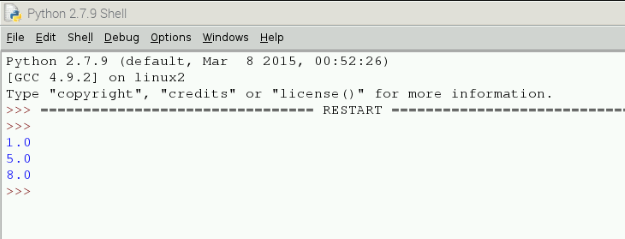 Python 2.7.9 Shell
File Edit Shell Debug Options Windows Help
Python 2.7.9 (default, Mar  8 2015, 00:52:26)
[GCC 4.9.2] on linux2
Type "copyright", "credits" or "license()" for more information.
>>> ================================ RESTART ============================
>>>
1.0
5.0
8.0
>>>